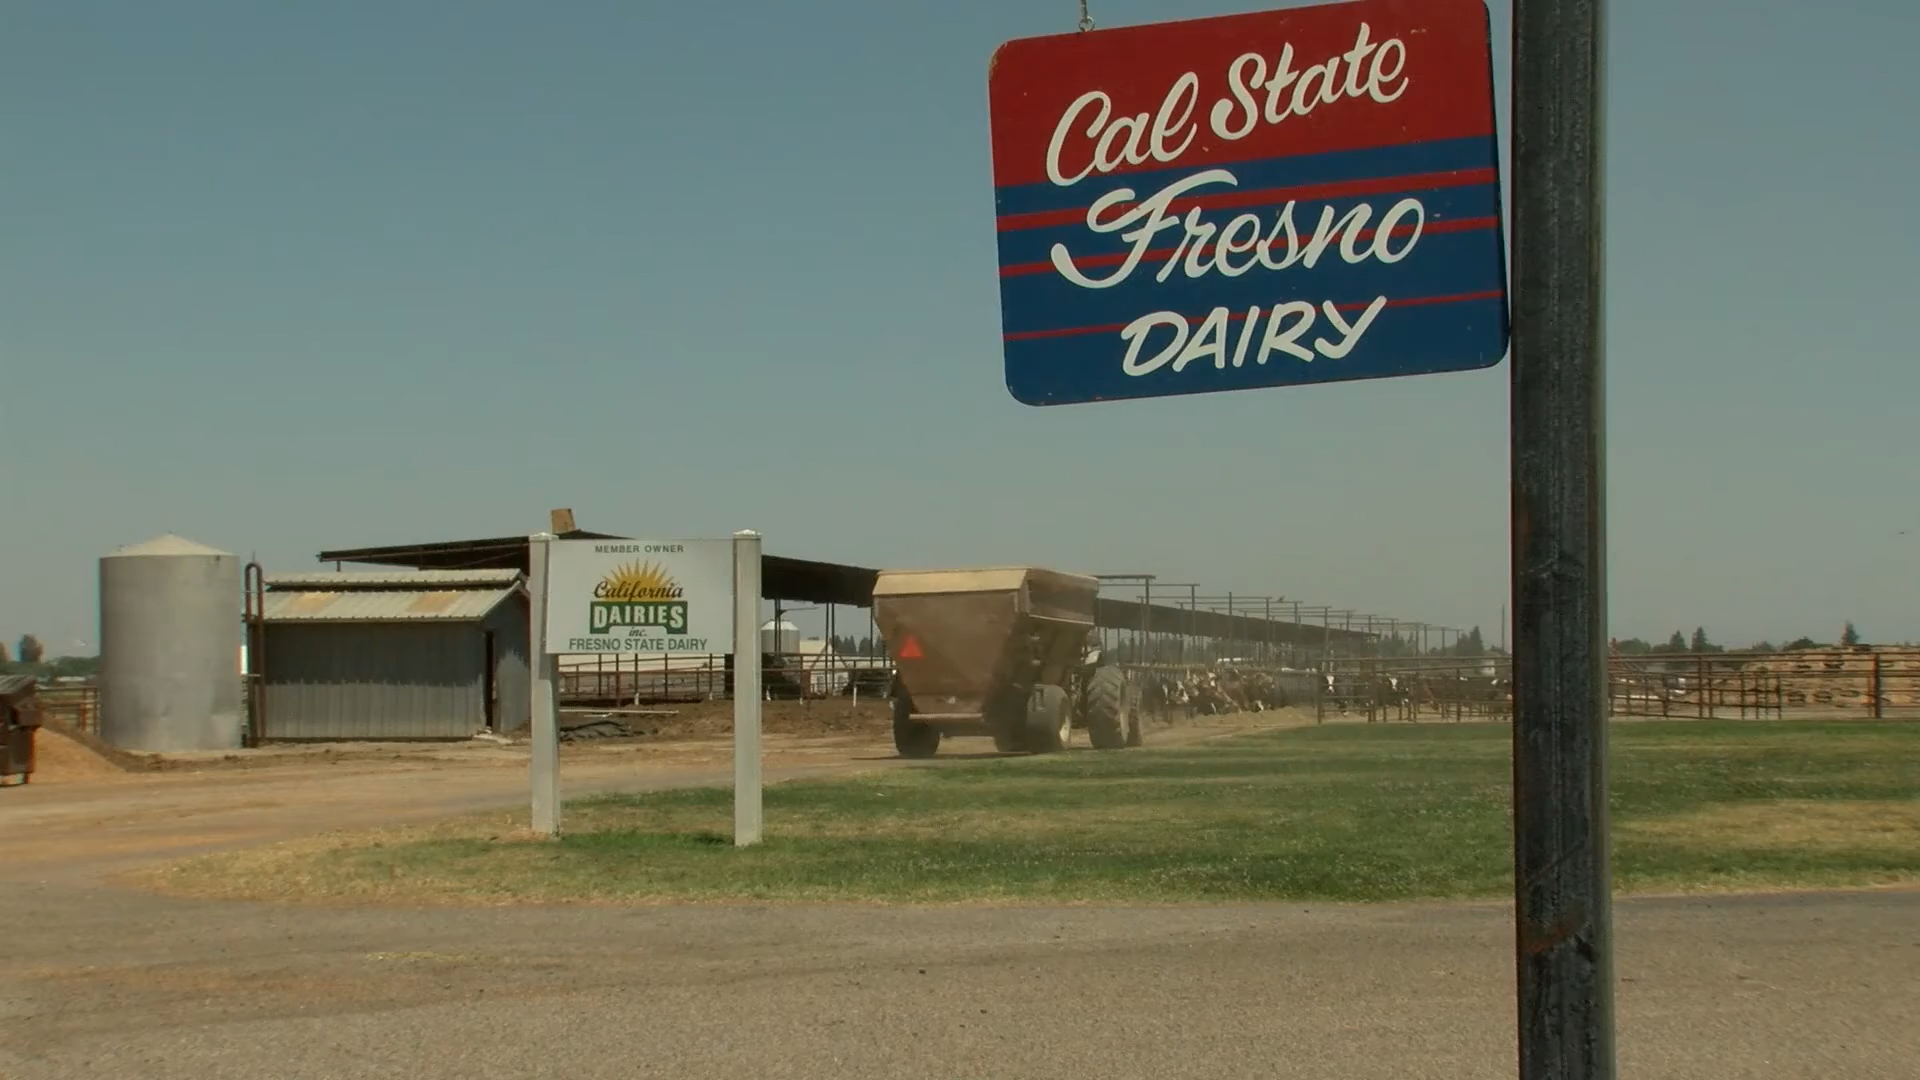 Cal State
Fresno
DAIRY
MEMBER OWNER
California
DAIRIES
inc.
FRESNO STATE DAIRY